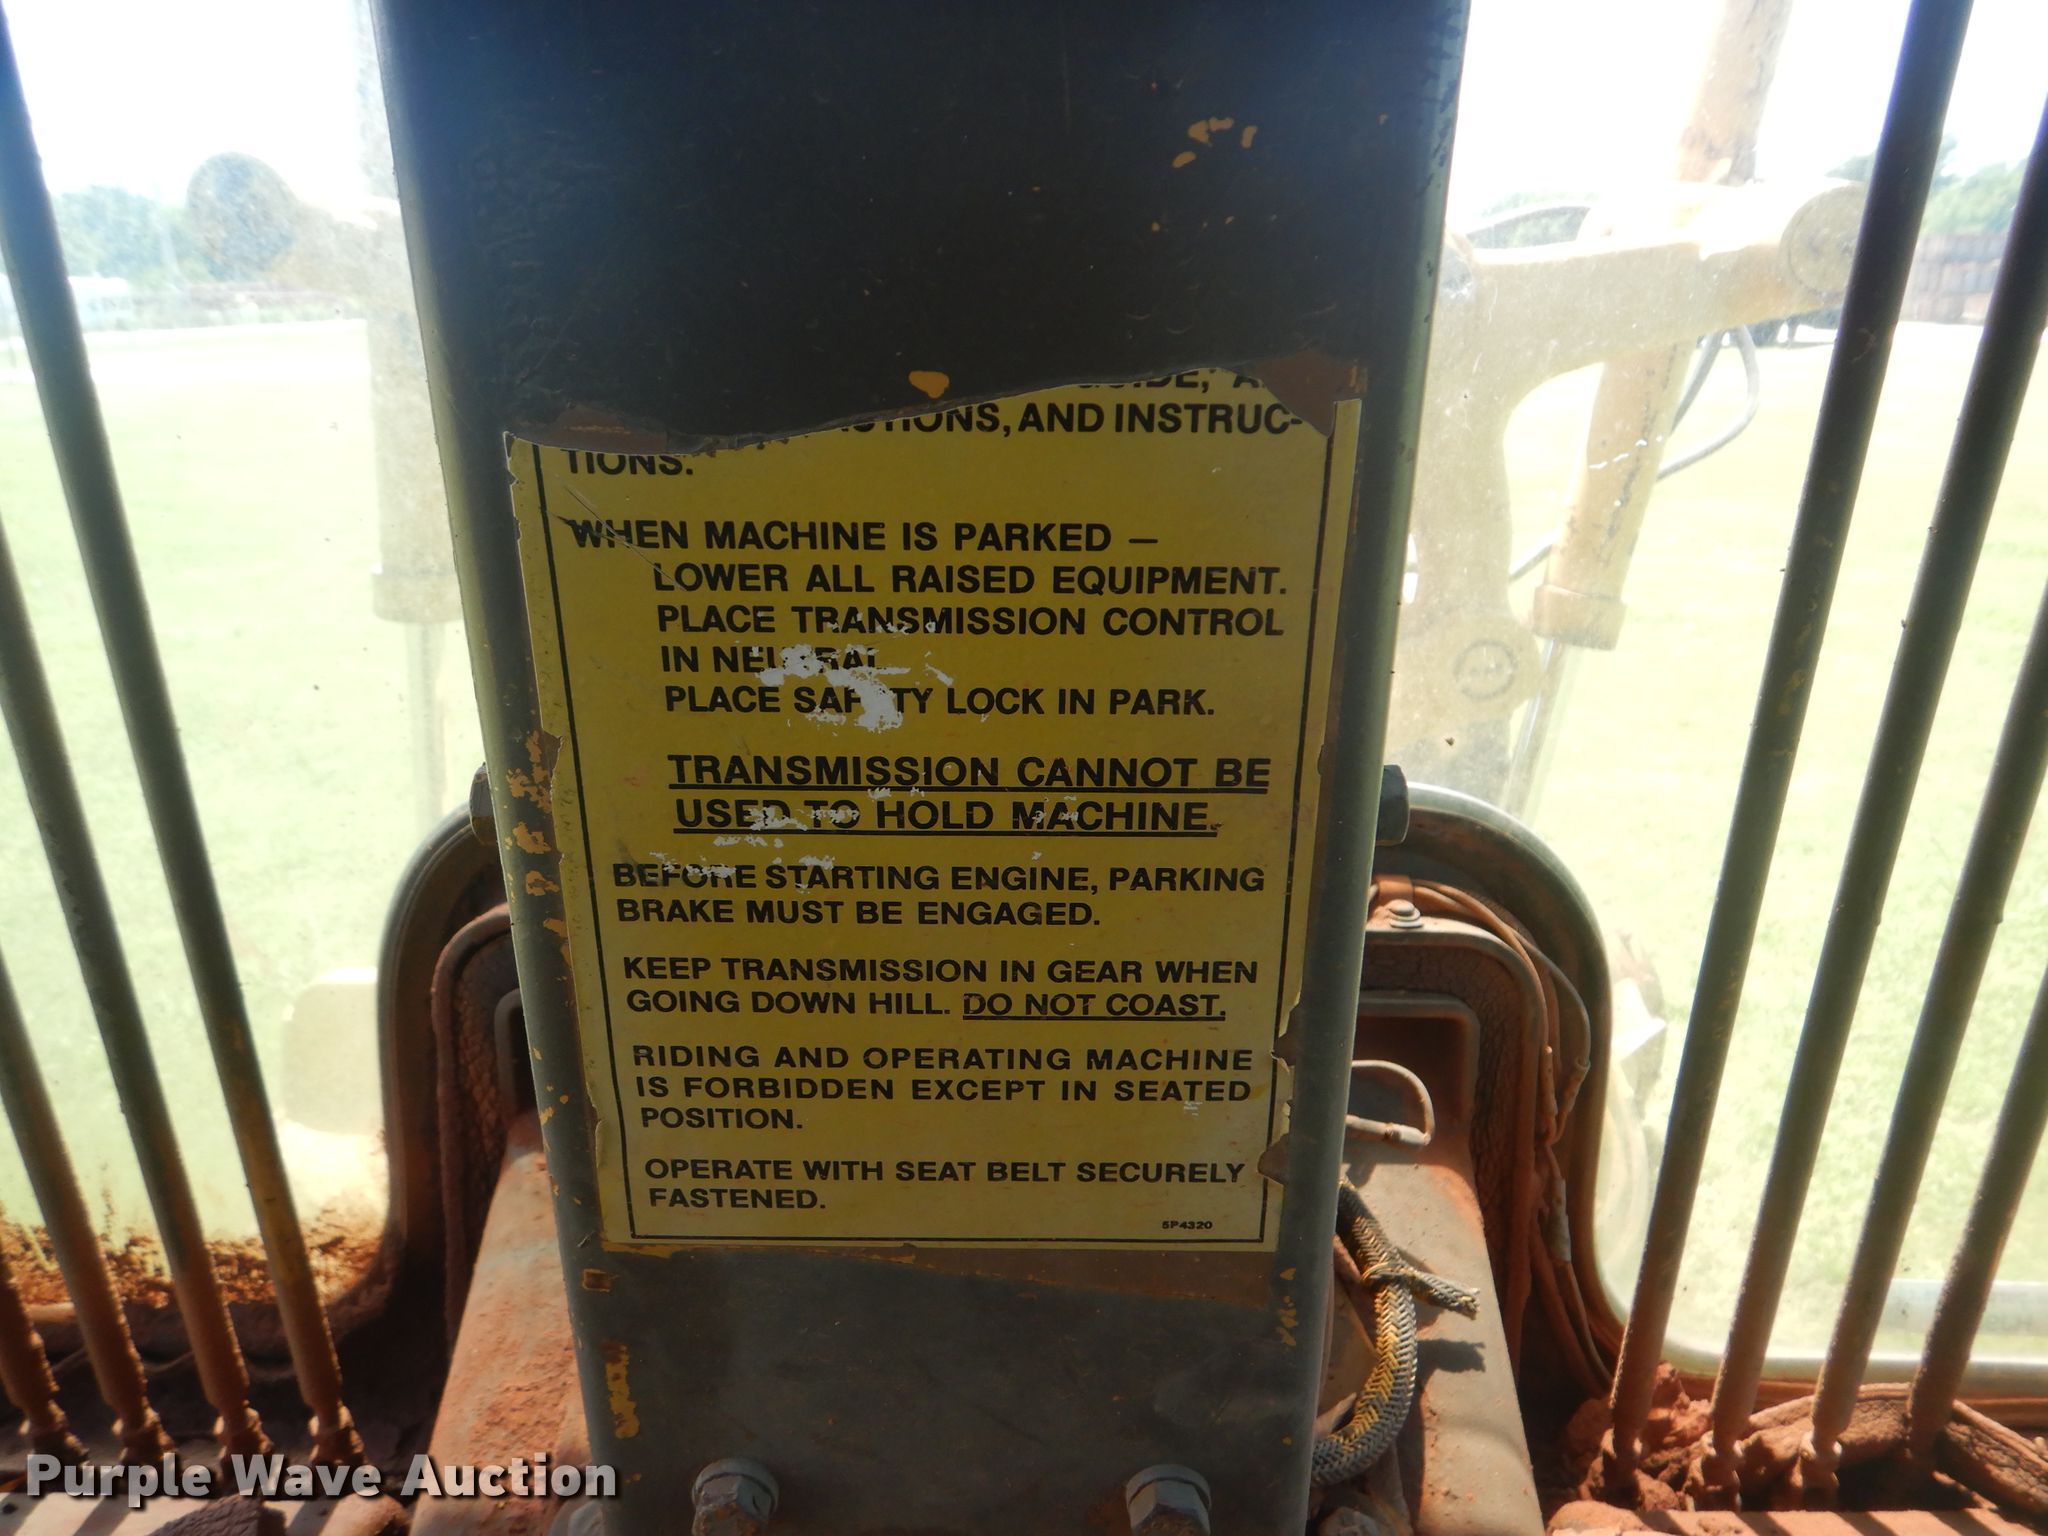 INSTRUC-
TIONS.
WHEN MACHINE IS PARKED —
LOWER ALL RAISED EQUIPMENT.
PLACE TRANSMISSION CONTROL
IN NEUTRAL
PLACE SAFETY LOCK IN PARK.
TRANSMISSION CANNOT BE
USED TO HOLD MACHINE.
BEFORE STARTING ENGINE, PARKING
BRAKE MUST BE ENGAGED.
KEEP TRANSMISSION IN GEAR WHEN
GOING DOWN HILL. DO NOT COAST.
RIDING AND OPERATING MACHINE
IS FORBIDDEN EXCEPT IN SEATED
POSITION.
OPERATE WITH SEAT BELT SECURELY
FASTENED.
5P4320
Purple Wave Auction